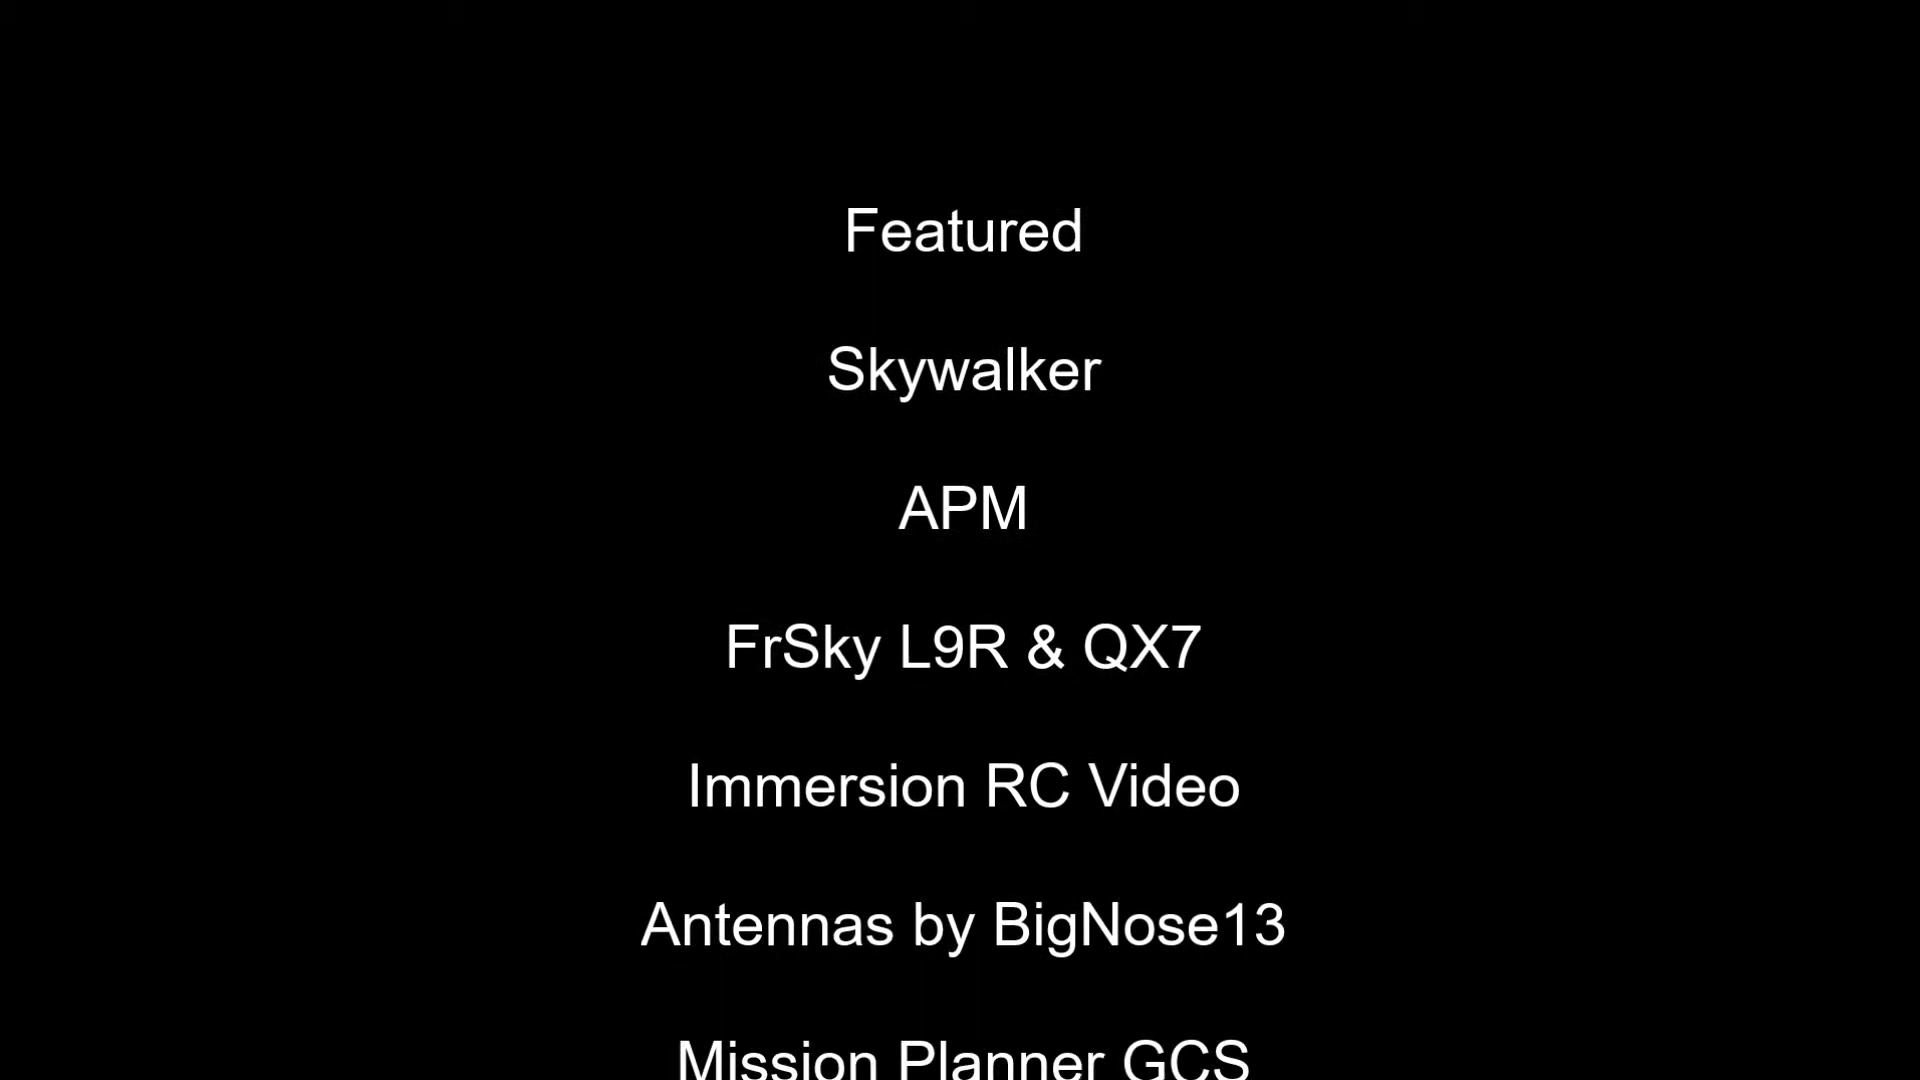 Featured
Skywalker
APM
FrSky L9R & QX7
Immersion RC Video
Antennas by BigNose13
Mission Planner GCS